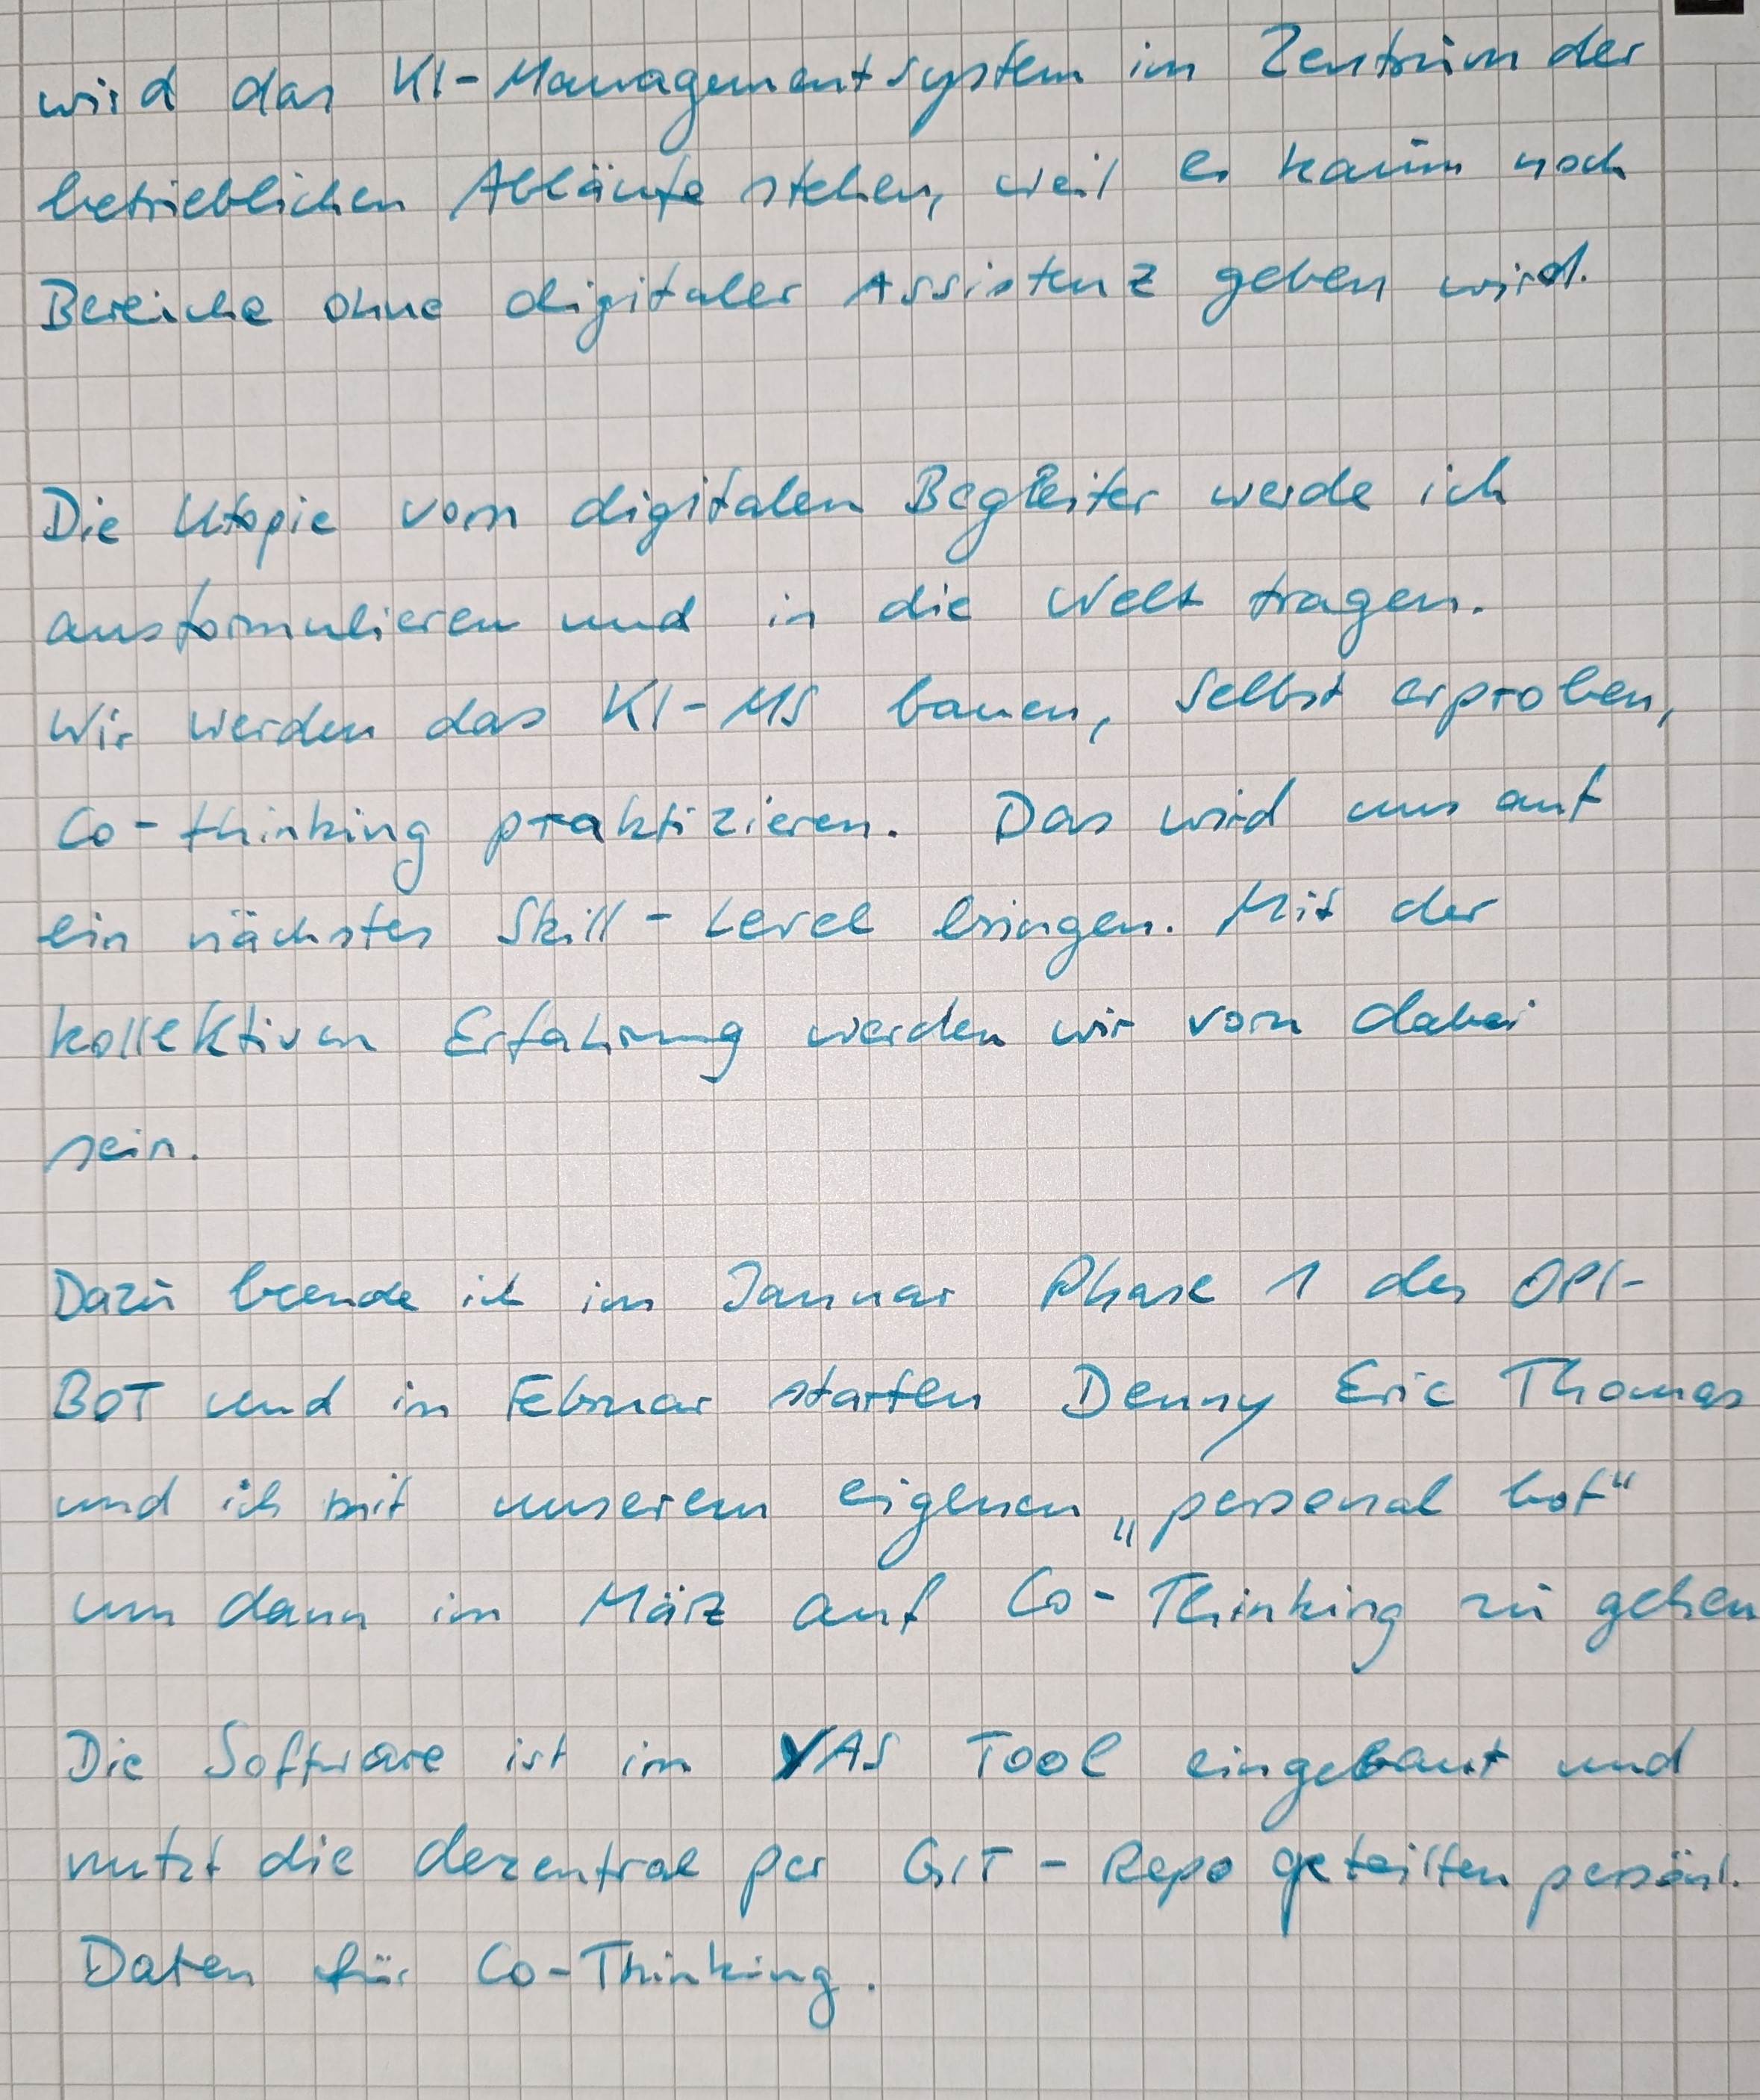 wird das KI-Managementsystem im Zentrum der
betrieblichen Abläufe stehen, weil es kaum noch
Bereiche ohne digitaler Assistenz geben wird.
Die Utopie vom digitalen Begleiter werde ich
ausformulieren und in die Welt tragen.
Wir werden das KI-MS bauen, selbst erproben,
Co-thinking praktizieren. Das wird uns auf
ein nächstes Skill-Level bringen. Mit der
kollektiven Erfahrung werden wir vorn dabei
sein.
Dazu beende ich im Januar Phase 1 des OPI-
BOT und im Februar starten Denny Eric Thomas
und ich mit unserem eigenen „personal bot"
um dann im März auf Co-Thinking zu gehen
Die Software ist im YAS Tool eingebaut und
nutzt die dezentral per GIT-Repo geteilten persönl.
Daten für Co-Thinking.